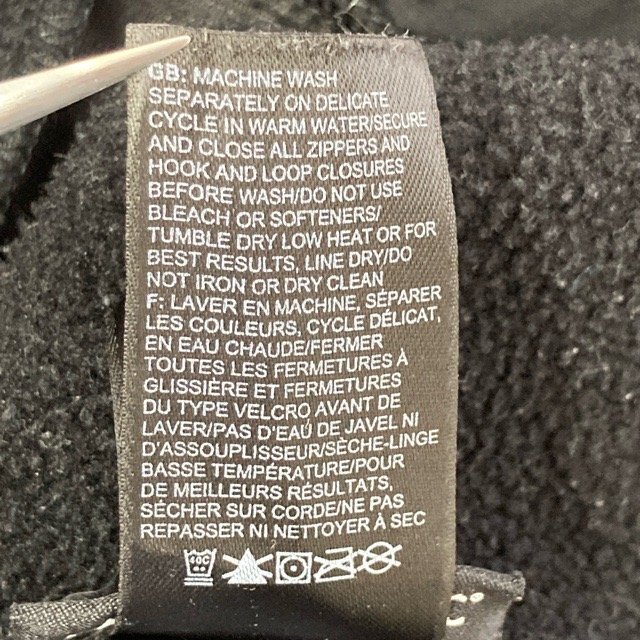 GB: MACHINE WASH
SEPARATELY ON DELICATE
CYCLE IN WARM WATER/SECURE
AND CLOSE ALL ZIPPERS AND
HOOK AND LOOP CLOSURES
BEFORE WASH/DO NOT USE
BLEACH OR SOFTENERS/
TUMBLE DRY LOW HEAT OR FOR
BEST RESULTS, LINE DRY/DO
NOT IRON OR DRY CLEAN
F: LAVER EN MACHINE, SÉPARER
LES COULEURS, CYCLE DÉLICAT,
EN EAU CHAUDE/FERMER
TOUTES LES FERMETURES À
GLISSIÈRE ET FERMETURES
DU TYPE VELCRO AVANT DE
LAVER/PAS D'EAU DE JAVEL NI
D'ASSOUPLISEUR/SÈCHE-LINGE
BASSE TEMPÉRATURE/POUR
DE MEILLEURS RÉSULTATS,
SÉCHER SUR CORDE/NE PAS
REPASSER NI NETTOYER À SEC
40C